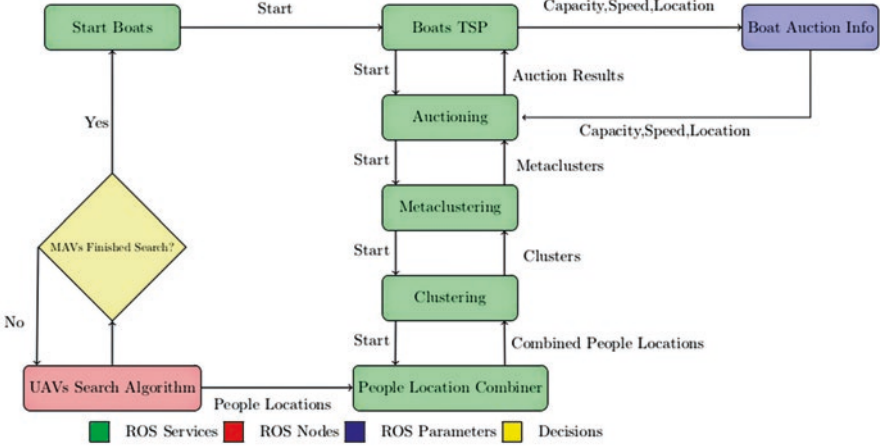 Start
Capacity,Speed,Location
Start Boats
Boats TSP
Boat Auction Info
Start
Auction Results
Yes
Auctioning
Capacity,Speed,Location
Start
Metaclusters
Metaclustering
MAVs Finished Search?
Start
Clusters
Clustering
No
Start
Combined People Locations
UAVs Search Algorithm
People Locations
People Location Combiner
ROS Services
ROS Nodes
ROS Parameters
Decisions